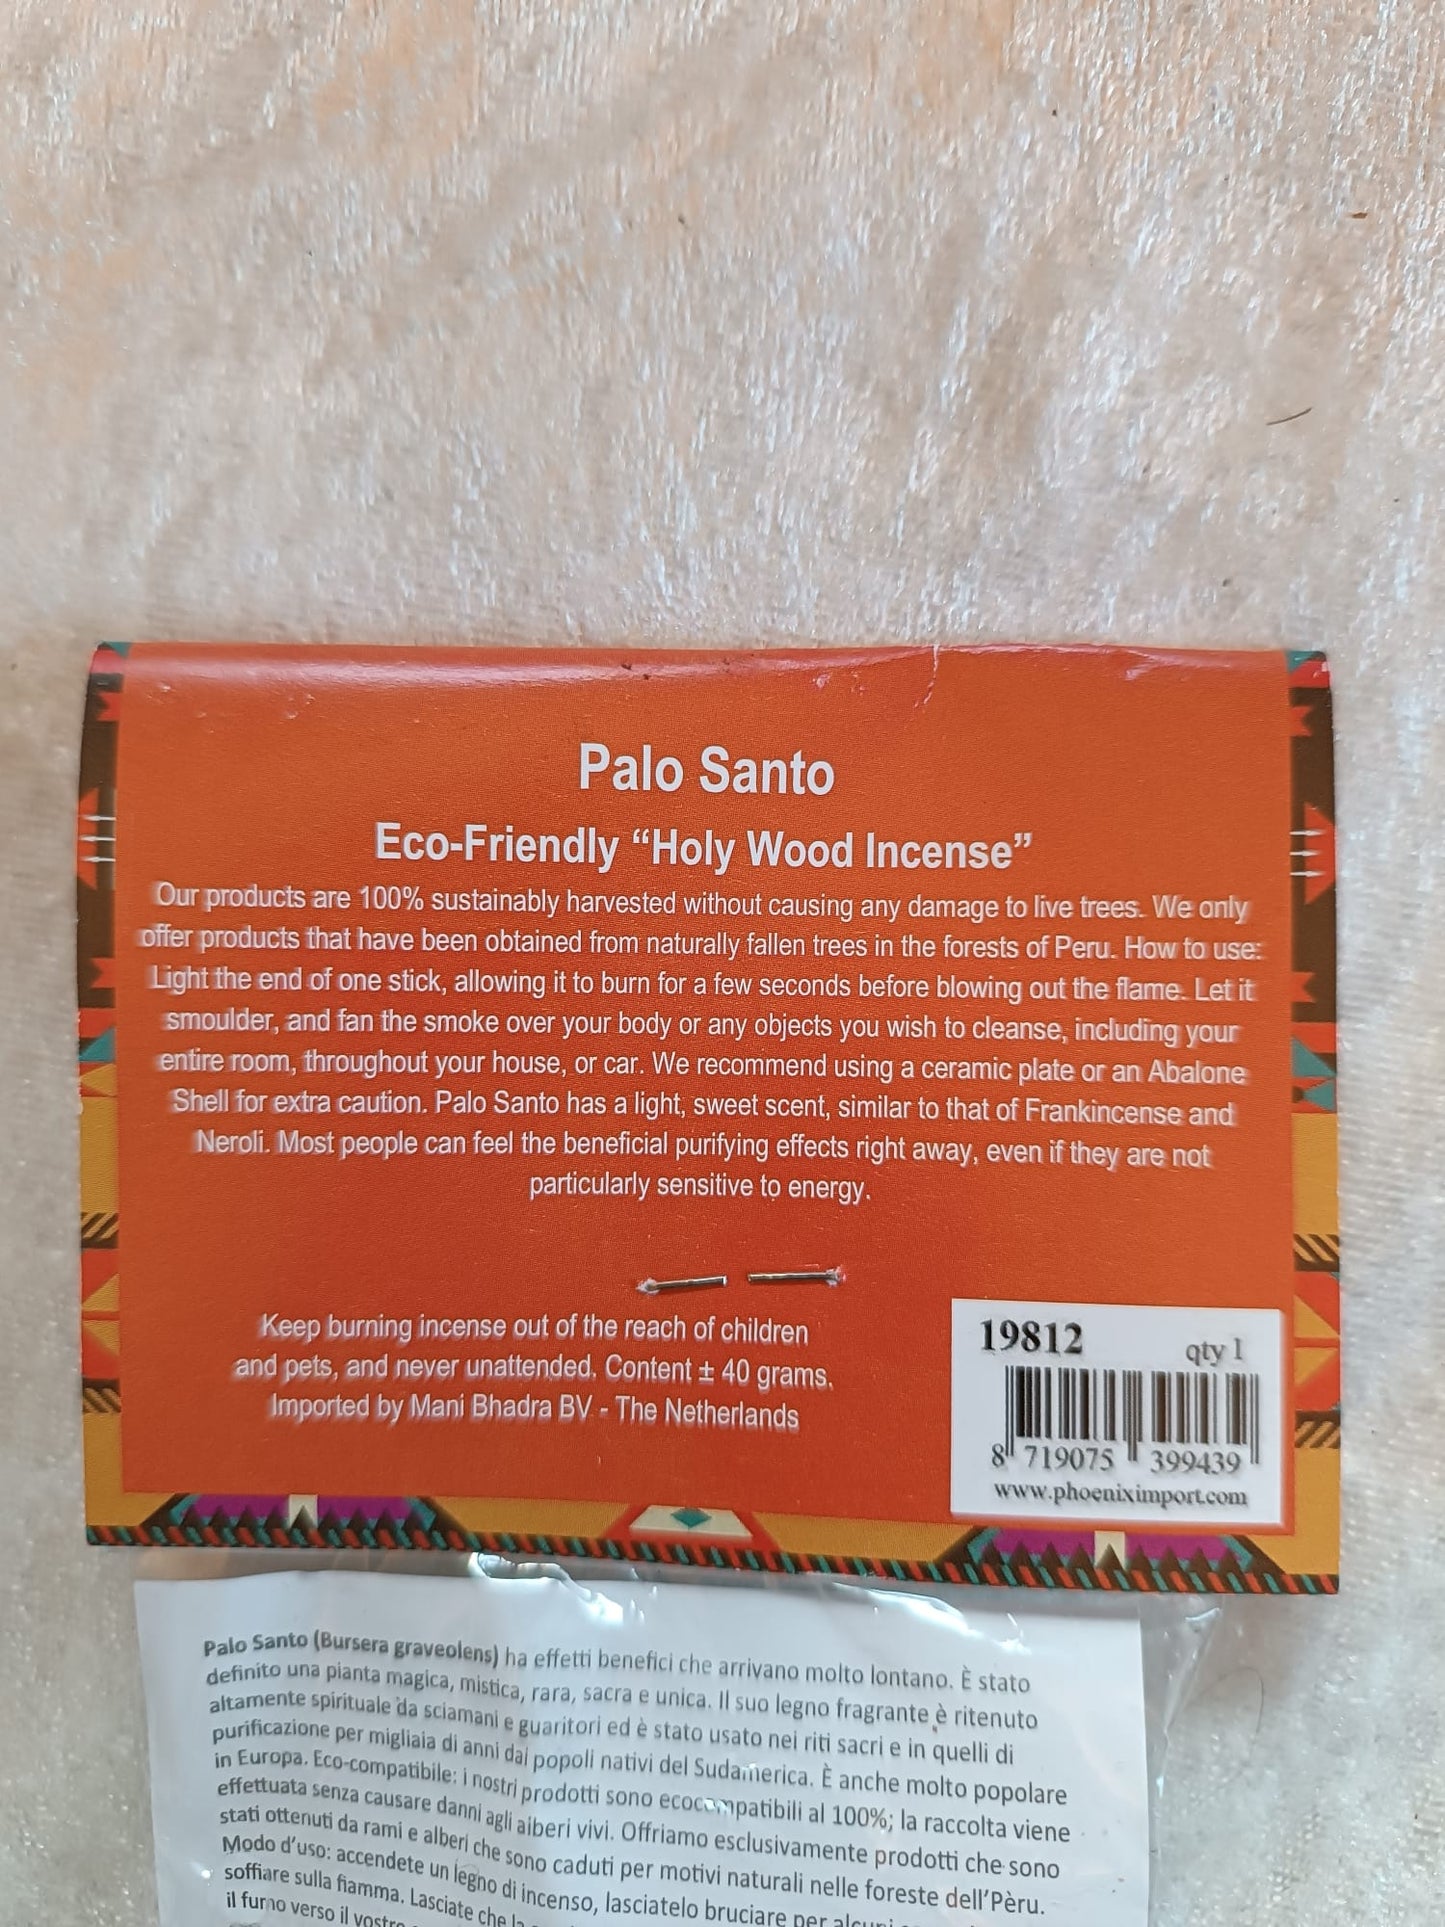 Palo Santo
Eco-Friendly “Holy Wood Incense”
Our products are 100% sustainably harvested without causing any damage to live trees. We only
offer products that have been obtained from naturally fallen trees in the forests of Peru. How to use:
Light the end of one stick, allowing it to burn for a few seconds before blowing out the flame. Let it
smoulder, and fan the smoke over your body or any objects you wish to cleanse, including your
entire room, throughout your house, or car. We recommend using a ceramic plate or an Abalone
Shell for extra caution. Palo Santo has a light, sweet scent, similar to that of Frankincense and
Neroli. Most people can feel the beneficial purifying effects right away, even if they are not
particularly sensitive to energy.
Keep burning incense out of the reach of children
and pets, and never unattended. Content ± 40 grams.
Imported by Mani Bhadra BV - The Netherlands
19812
qty 1
8 719075 399439
www.phoeniximport.com
Palo Santo (Bursera graveolens) ha effetti benefici che arrivano molto lontano. È stato
definito una pianta magica, mistica, rara, sacra e unica. Il suo legno fragrante è ritenuto
altamente spirituale da sciamani e guaritori ed è stato usato nei riti sacri e in quelli di
purificazione per migliaia di anni dai popoli nativi del Sudamerica. È anche molto popolare
in Europa. Eco-compatibile: i nostri prodotti sono ecocompatibili al 100%; la raccolta viene
effettuata senza causare danni agli alberi vivi. Offriamo esclusivamente prodotti che sono
stati ottenuti da rami e alberi che sono caduti per motivi naturali nelle foreste dell’Pèru.
Modo d’uso: accendete un legno di incenso, lasciatelo bruciare per
soffiare sulla fiamma. Lasciate che
il fumo verso il